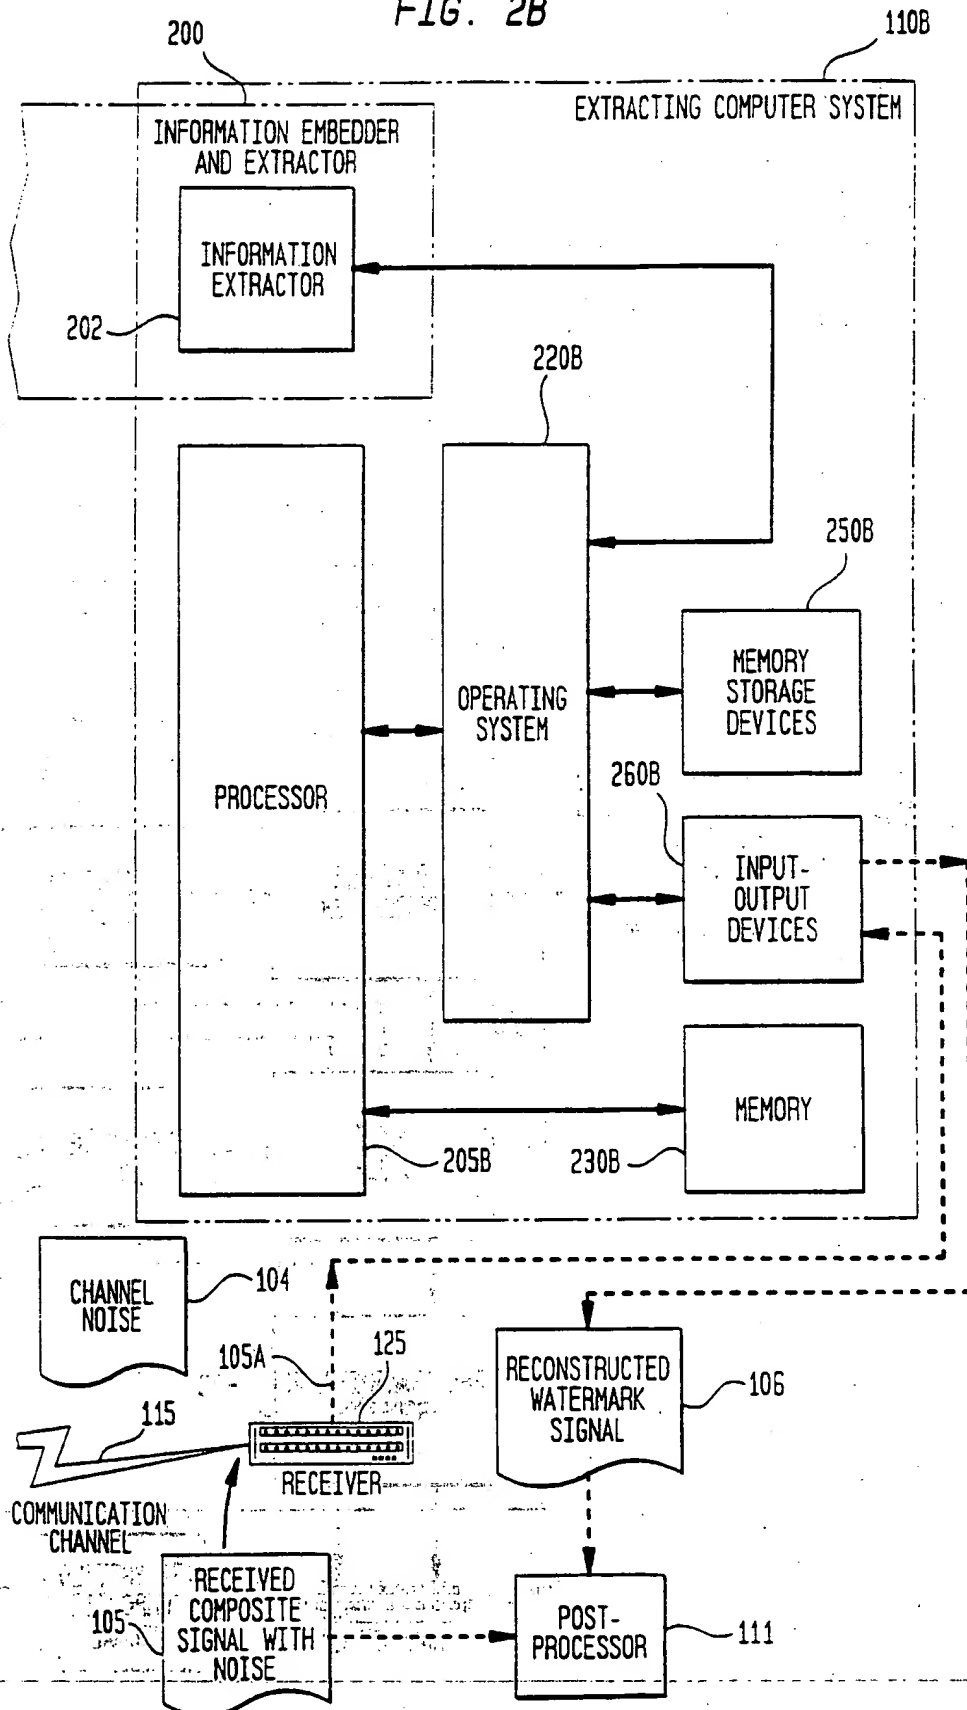 FIG. 2B
200
110B
EXTRACTING COMPUTER SYSTEM
INFORMATION EMBEDDER
AND EXTRACTOR
INFORMATION
EXTRACTOR
202
220B
250B
MEMORY
STORAGE
DEVICES
OPERATING
SYSTEM
PROCESSOR
260B
INPUT-
OUTPUT
DEVICES
MEMORY
205B
230B
CHANNEL
NOISE
104
105A
125
RECONSTRUCTED
WATERMARK
SIGNAL
106
115
RECEIVER
COMMUNICATION
CHANNEL
RECEIVED
COMPOSITE
SIGNAL WITH
NOISE
105
POST-
PROCESSOR
111